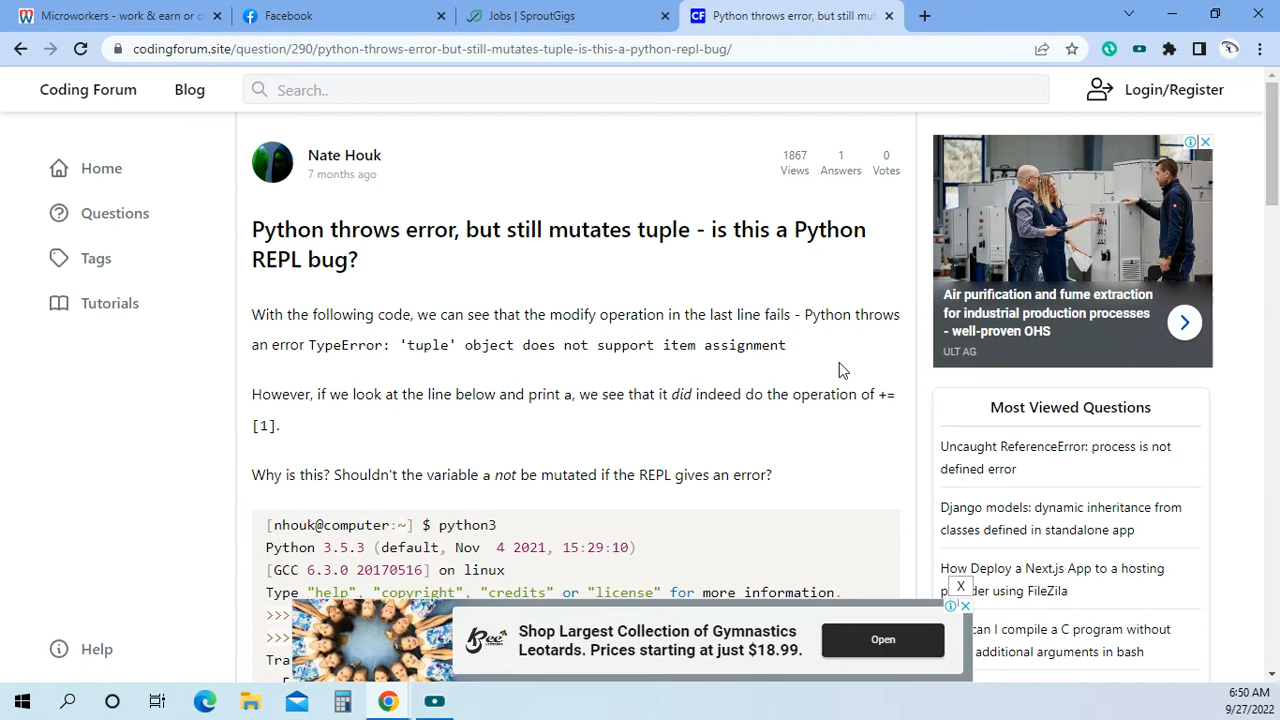 Microworkers - work & earn or c
Facebook
Jobs | SproutGigs
Python throws error, but still mut
codingforum.site/question/290/python-throws-error-but-still-mutates-tuple-is-this-a-python-repl-bug/
Coding Forum
Blog
Search..
Login/Register
Home
Questions
Tags
Tutorials
Help
Nate Houk
7 months ago
1867
Views
1
Answers
0
Votes
Python throws error, but still mutates tuple - is this a Python
REPL bug?
With the following code, we can see that the modify operation in the last line fails - Python throws
an error TypeError: 'tuple' object does not support item assignment
However, if we look at the line below and print a, we see that it did indeed do the operation of +=
[1].
Why is this? Shouldn't the variable a not be mutated if the REPL gives an error?
[nhouk@computer:~] $ python3
Python 3.5.3 (default, Nov  4 2021, 15:29:10)
[GCC 6.3.0 20170516] on linux
Type "help", "copyright", "credits" or "license" for more information.
>>>
>>>
Tra
Air purification and fume extraction
for industrial production processes
- well-proven OHS
ULT AG
Most Viewed Questions
Uncaught ReferenceError: process is not
defined error
Django models: dynamic inheritance from
classes defined in standalone app
How Deploy a Next.js App to a hosting
using FileZila
can I compile a C program without
additional arguments in bash
X
Shop Largest Collection of Gymnastics
Leotards. Prices starting at just $18.99.
Open
6:50 AM
9/27/2022